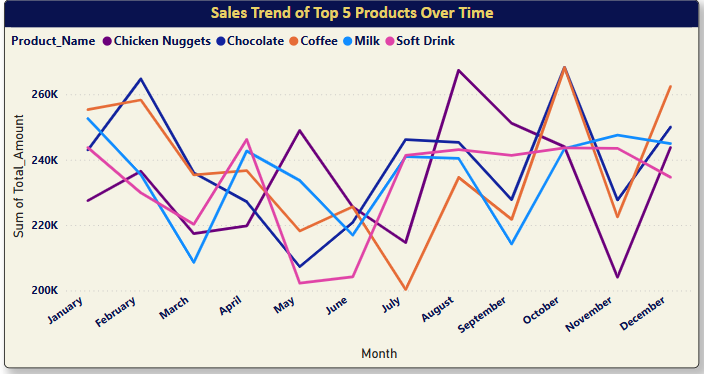 Sales Trend of Top 5 Products Over Time
Product_Name Chicken Nuggets Chocolate Coffee Milk Soft Drink
260K
240K
220K
200K
Sum of Total_Amount
January February March April May June July August September October November December
Month